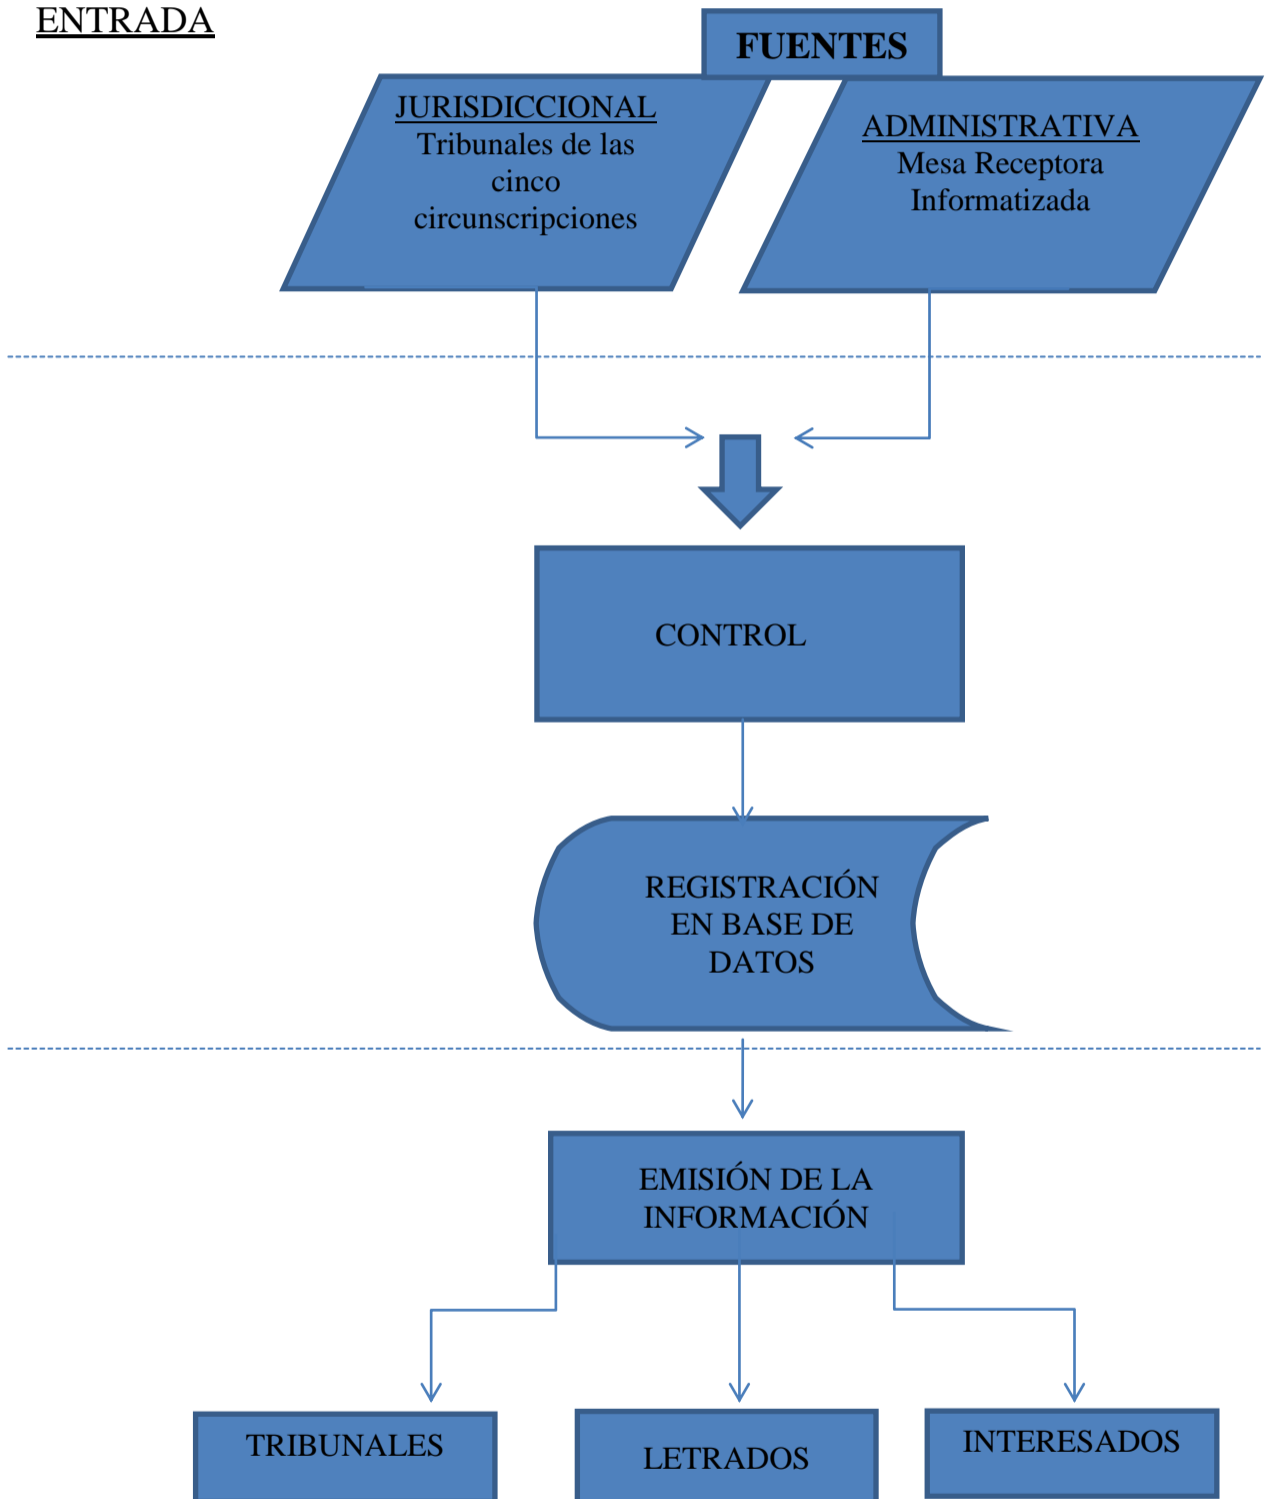 ENTRADA
FUENTES
JURISDICCIONAL
Tribunales de las
cinco
circunscripciones
ADMINISTRATIVA
Mesa Receptora
Informatizada
CONTROL
REGISTRACIÓN
EN BASE DE
DATOS
EMISIÓN DE LA
INFORMACIÓN
TRIBUNALES
LETRADOS
INTERESADOS